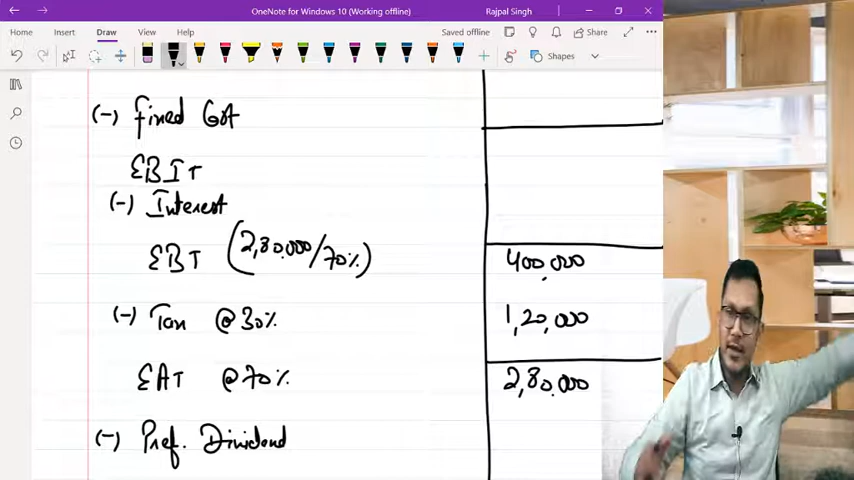 OneNote for Windows 10 (Working offline)
Rajpal Singh
Home Insert Draw View Help
Saved offline
Share
Shapes
(-) Fixed Cost
EBIT
(-) Interest
EBT (2,80,000/70%) 400,000
(-) Tax @30% 1,20,000
EAT @70% 2,80,000
(-) Pref. Dividend